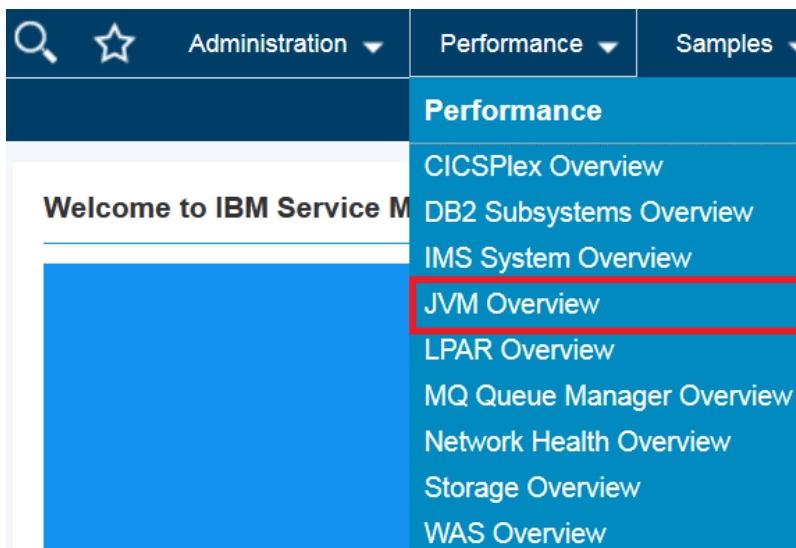 Administration Performance Samples
Performance
CICSPlex Overview
Welcome to IBM Service M
DB2 Subsystems Overview
IMS System Overview
JVM Overview
LPAR Overview
MQ Queue Manager Overview
Network Health Overview
Storage Overview
WAS Overview